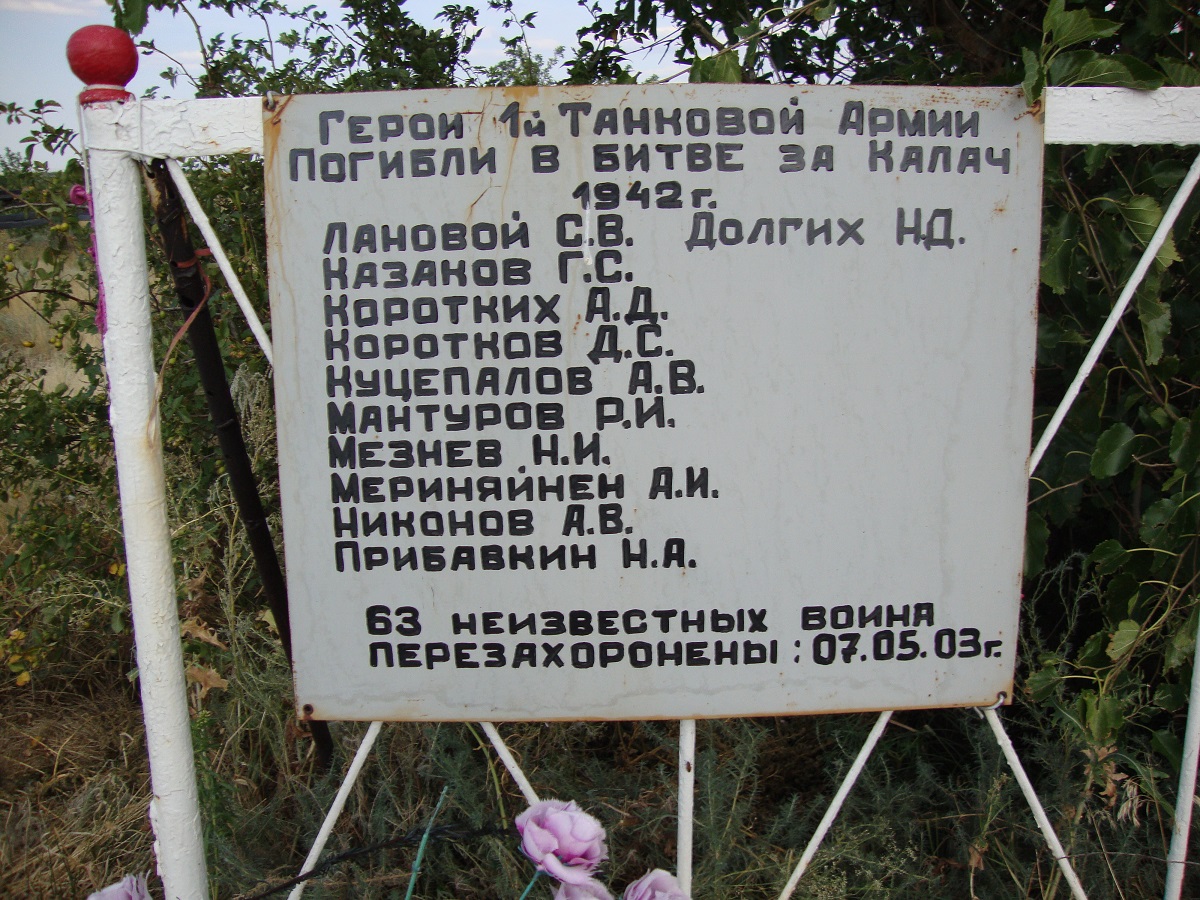 Герои 1й Танковой Армии
Погибли в битве за Калач
1942 г.
Лановой С.В. Долгих Н.Д.
Казаков Г.С.
Коротких А.Д.
Коротков Д.С.
Куцепалов А.В.
Мантуров Р.И.
Мезнев Н.И.
Мериняйнен А.И.
Никонов А.В.
Прибавкин Н.А.
63 неизвестных воина
перезахоронены : 07.05.03г.